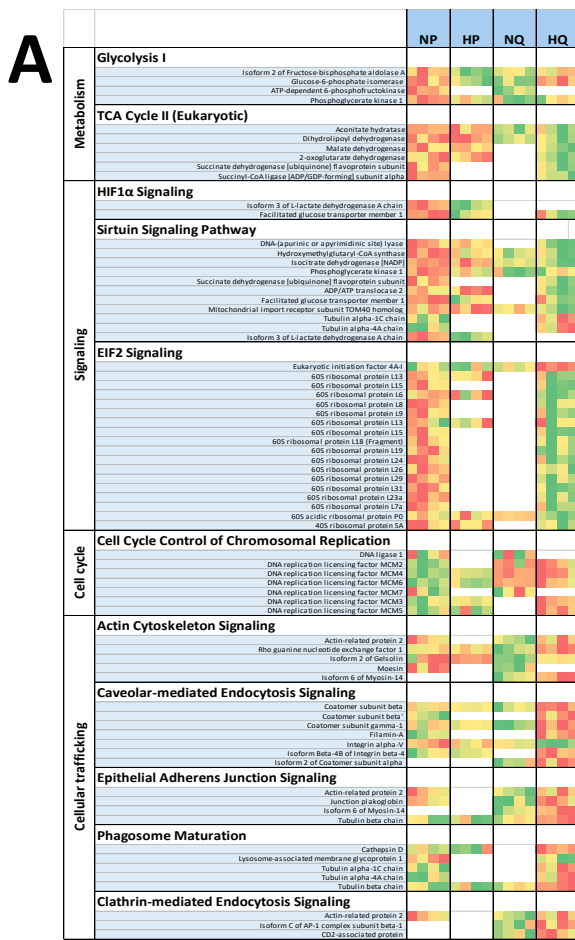 A
NP HP NQ HQ
Metabolism
Glycolysis I
Isoform 2 of Fructose-bisphosphate aldolase A
Glucose-6-phosphate isomerase
ATP-dependent 6-phosphofructokinase
Phosphoglycerate kinase 1
TCA Cycle II (Eukaryotic)
Aconitate hydratase
Dihydrolipoyl dehydrogenase
Malate dehydrogenase
2-oxoglutarate dehydrogenase
Succinate dehydrogenase [ubiquinone] flavoprotein subunit
Succinyl-CoA ligase [ADP/GDP-forming] subunit alpha
Signaling
HIF1α Signaling
Isoform 3 of L-lactate dehydrogenase A chain
Facilitated glucose transporter member 1
Sirtuin Signaling Pathway
DNA-(apurinic or apyrimidinic site) lyase
Hydroxymethylglutaryl-CoA synthase
Isocitrate dehydrogenase [NADP]
Phosphoglycerate kinase 1
Succinate dehydrogenase [ubiquinone] flavoprotein subunit
ADP/ATP translocase 2
Facilitated glucose transporter member 1
Mitochondrial import receptor subunit TOM40 homolog
Tubulin alpha-1C chain
Tubulin alpha-4A chain
Isoform 3 of L-lactate dehydrogenase A chain
EIF2 Signaling
Eukaryotic initiation factor 4A-I
60S ribosomal protein L13
60S ribosomal protein L15
60S ribosomal protein L6
60S ribosomal protein L8
60S ribosomal protein L9
60S ribosomal protein L13
60S ribosomal protein L15
60S ribosomal protein L18 (Fragment)
60S ribosomal protein L19
60S ribosomal protein L24
60S ribosomal protein L26
60S ribosomal protein L29
60S ribosomal protein L31
60S ribosomal protein L23a
60S ribosomal protein L7a
60S acidic ribosomal protein P0
40S ribosomal protein SA
Cell cycle
Cell Cycle Control of Chromosomal Replication
DNA ligase 1
DNA replication licensing factor MCM2
DNA replication licensing factor MCM4
DNA replication licensing factor MCM6
DNA replication licensing factor MCM7
DNA replication licensing factor MCM3
DNA replication licensing factor MCM5
Cellular trafficking
Actin Cytoskeleton Signaling
Actin-related protein 2
Rho guanine nucleotide exchange factor 1
Isoform 2 of Gelsolin
Moesin
Isoform 6 of Myosin-14
Caveolar-mediated Endocytosis Signaling
Coatomer subunit beta
Coatomer subunit beta'
Coatomer subunit gamma-1
Filamin-A
Integrin alpha-V
Isoform Beta-4B of Integrin beta-4
Isoform 2 of Coatomer subunit alpha
Epithelial Adherens Junction Signaling
Actin-related protein 2
Junction plakoglobin
Isoform 6 of Myosin-14
Tubulin beta chain
Phagosome Maturation
Cathepsin D
Lysosome-associated membrane glycoprotein 1
Tubulin alpha-1C chain
Tubulin alpha-4A chain
Tubulin beta chain
Clathrin-mediated Endocytosis Signaling
Actin-related protein 2
Isoform C of AP-1 complex subunit beta-1
CD2-associated protein